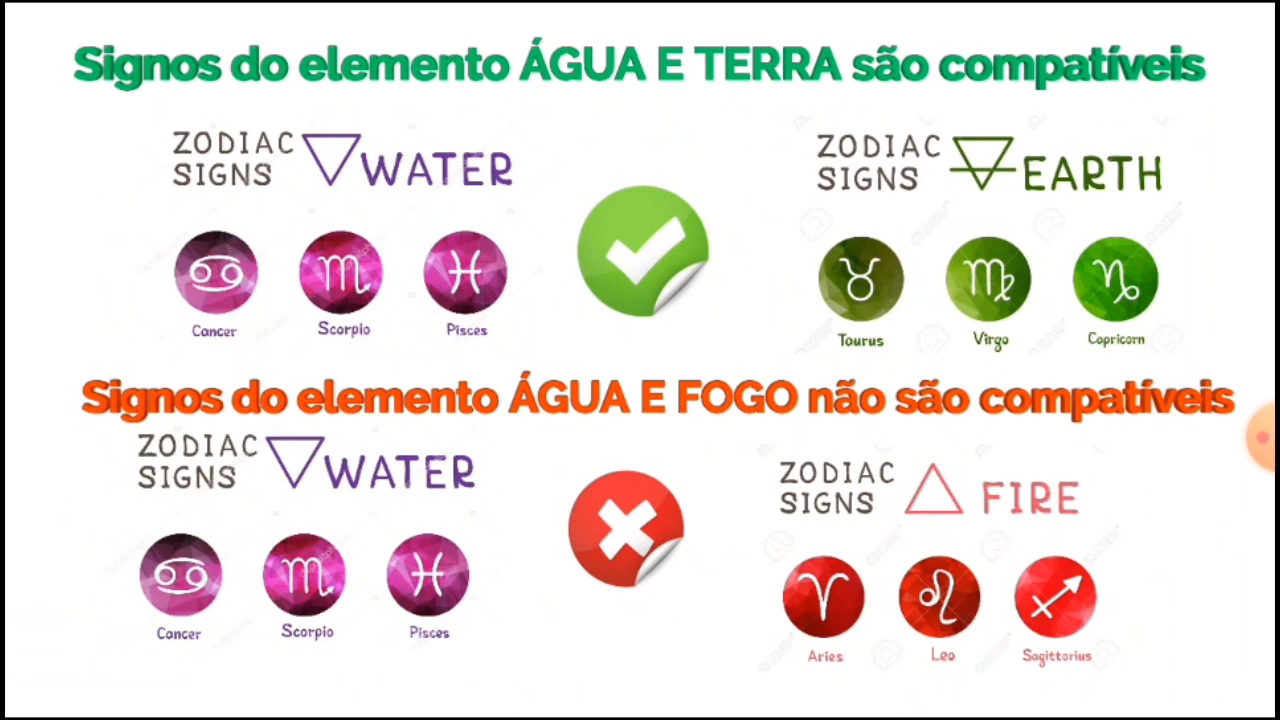 Signos do elemento ÁGUA E TERRA são compatíveis
ZODIAC SIGNS WATER
ZODIAC SIGNS EARTH
Cancer Scorpio Pisces
Taurus Virgo Capricorn
Signos do elemento ÁGUA E FOGO não são compatíveis
ZODIAC SIGNS WATER
ZODIAC SIGNS FIRE
Cancer Scorpio Pisces
Aries Leo Sagittarius